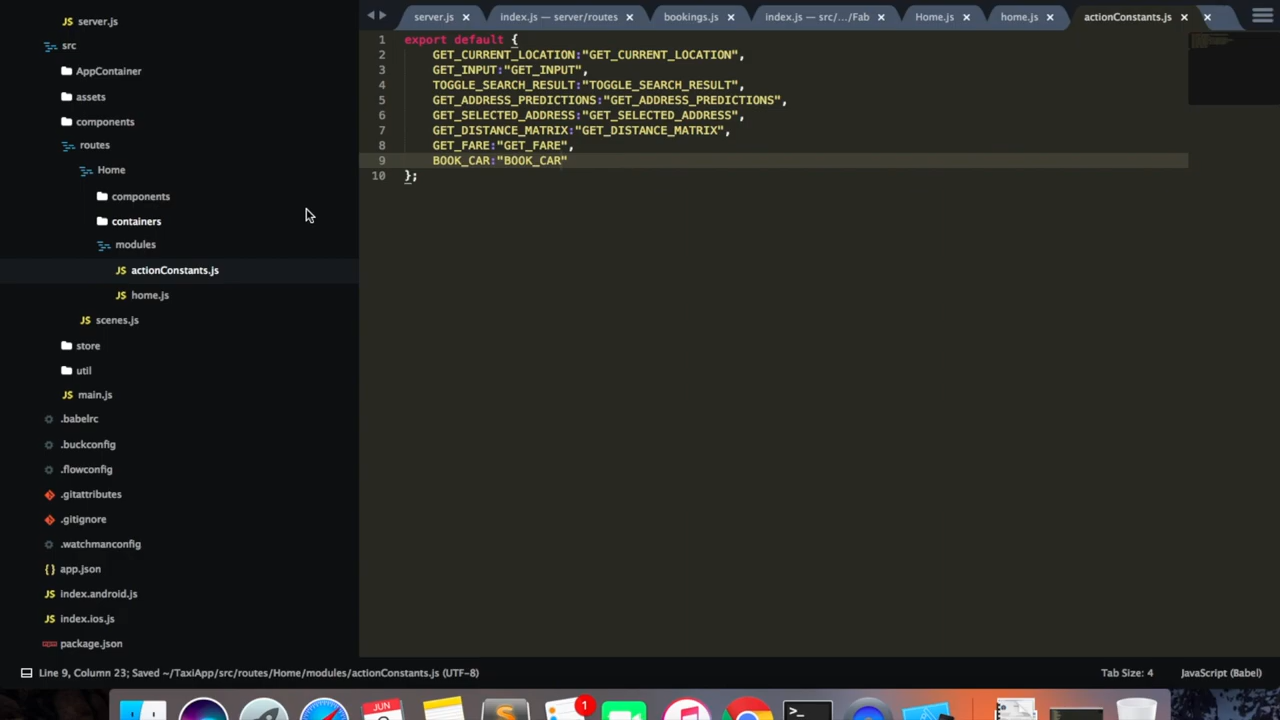 server.js
src
AppContainer
assets
components
routes
Home
components
containers
modules
actionConstants.js
home.js
scenes.js
store
util
main.js
.babelrc
.buckconfig
.flowconfig
.gitattributes
.gitignore
.watchmanconfig
app.json
index.android.js
index.ios.js
package.json
server.js index.js — server/routes bookings.js index.js — src/.../Fab Home.js home.js actionConstants.js
1 export default {
2 GET_CURRENT_LOCATION:"GET_CURRENT_LOCATION",
3 GET_INPUT:"GET_INPUT",
4 TOGGLE_SEARCH_RESULT:"TOGGLE_SEARCH_RESULT",
5 GET_ADDRESS_PREDICTIONS:"GET_ADDRESS_PREDICTIONS",
6 GET_SELECTED_ADDRESS:"GET_SELECTED_ADDRESS",
7 GET_DISTANCE_MATRIX:"GET_DISTANCE_MATRIX",
8 GET_FARE:"GET_FARE",
9 BOOK_CAR:"BOOK_CAR"
10 };
Line 9, Column 23; Saved ~/TaxiApp/src/routes/Home/modules/actionConstants.js (UTF-8) Tab Size: 4 JavaScript (Babel)
JUN
1